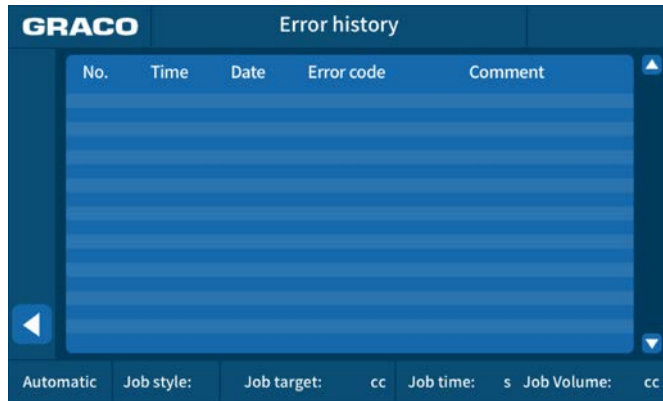 GRACO Error history
No. Time Date Error code Comment
Automatic Job style: Job target: cc Job time: s Job Volume: cc